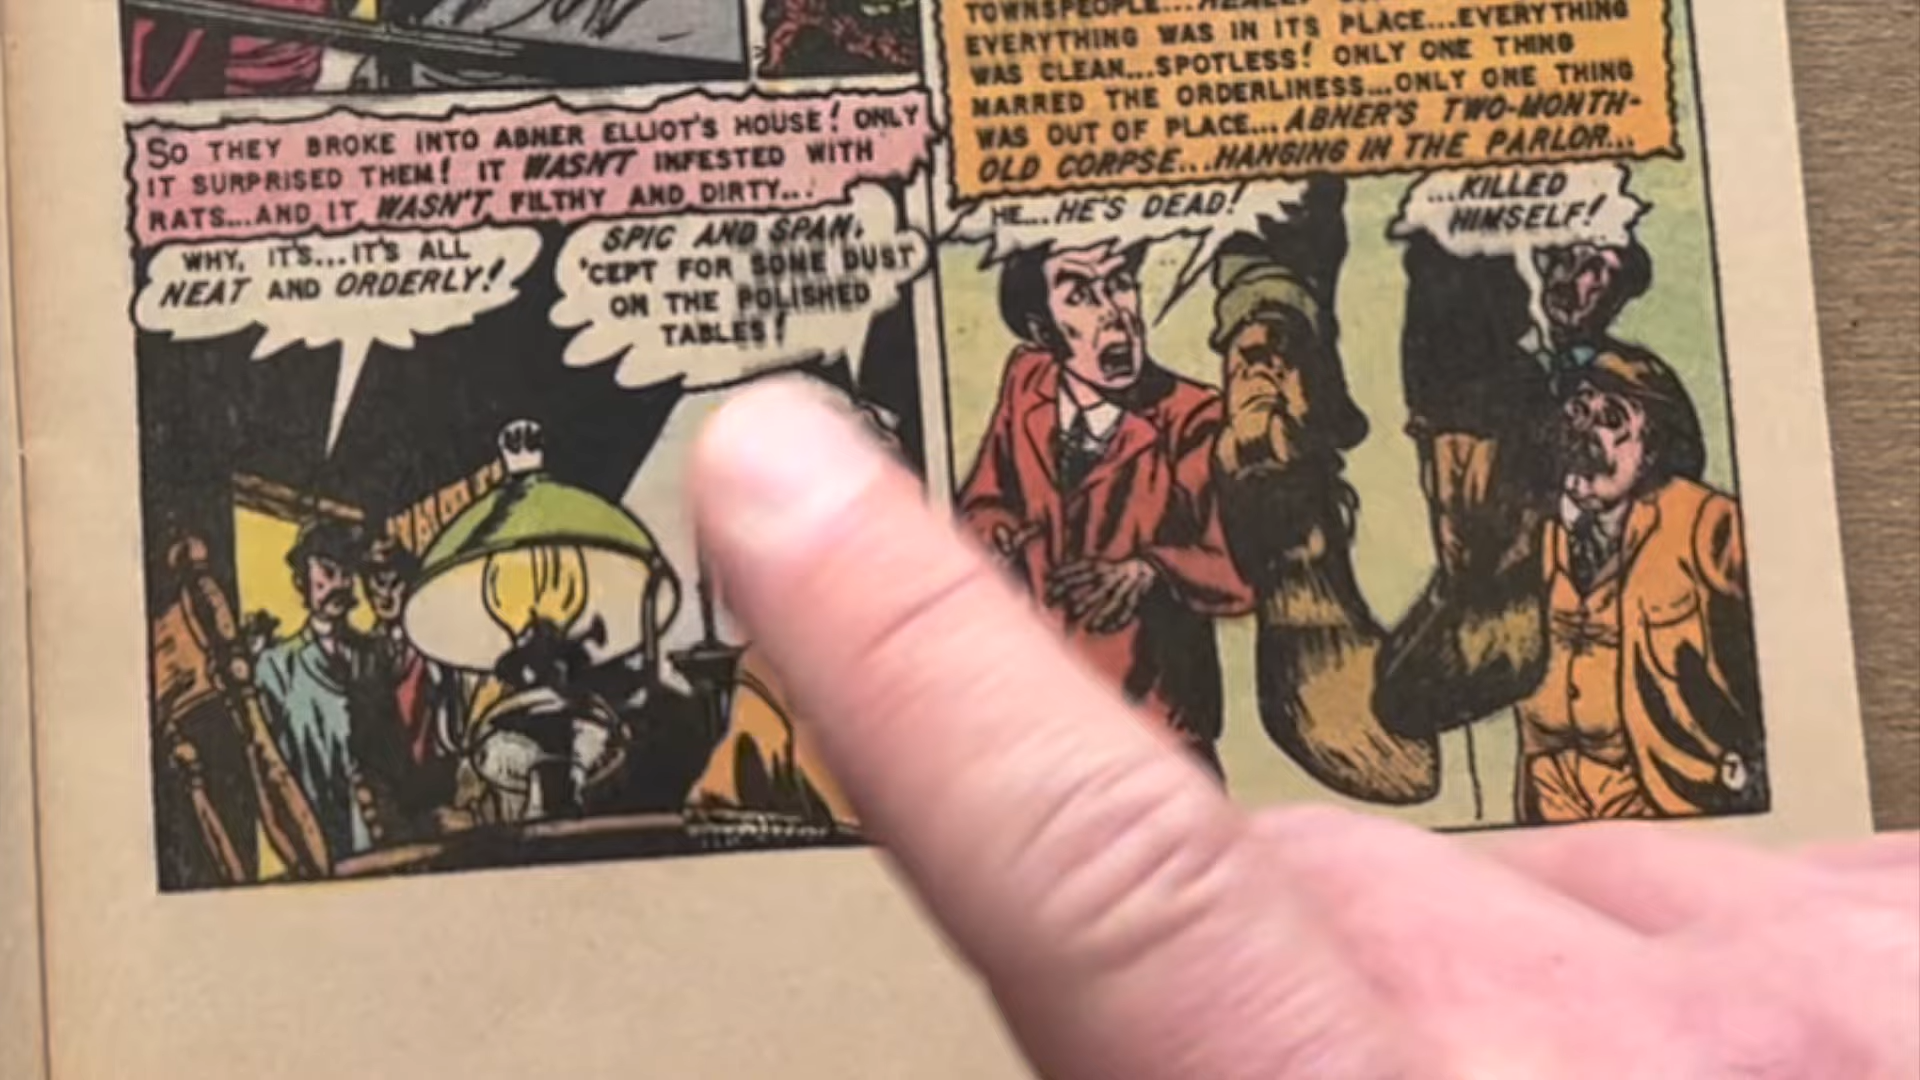 SO THEY BROKE INTO ABNER ELLIOT'S HOUSE! ONLY
IT SURPRISED THEM! IT WASN'T INFESTED WITH
RATS...AND IT WASN'T FILTHY AND DIRTY...
WHY, IT'S...IT'S ALL
NEAT AND ORDERLY!
SPIC AND SPAN,
'CEPT FOR SOME DUST
ON THE POLISHED
TABLES!
TOWNSPEOPLE...
EVERYTHING WAS IN ITS PLACE...EVERYTHING
WAS CLEAN...SPOTLESS! ONLY ONE THING
MARRED THE ORDERLINESS...ONLY ONE THING
WAS OUT OF PLACE...ABNER'S TWO-MONTH-
OLD CORPSE...HANGING IN THE PARLOR...
HE...HE'S DEAD!
...KILLED
HIMSELF!
7